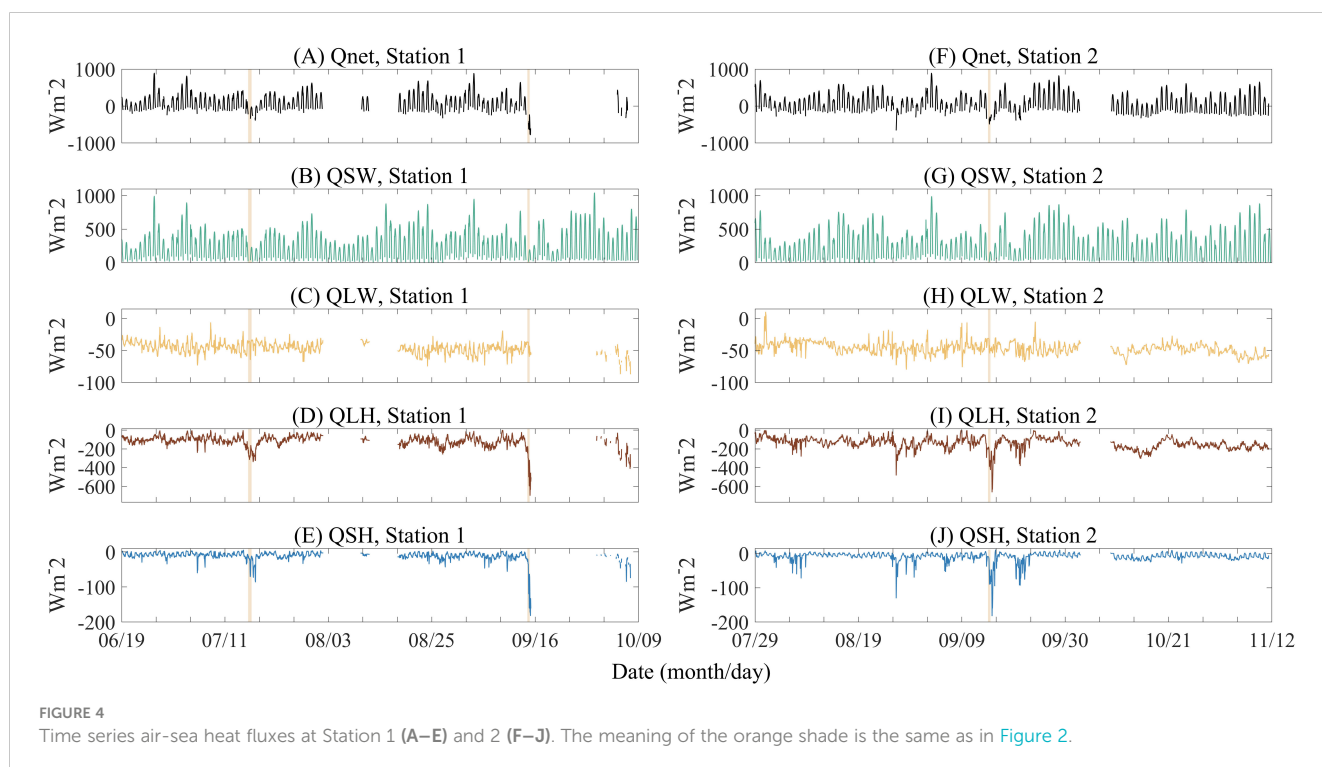 (A) Qnet, Station 1
1000
0
-1000
Wm-2
(B) QSW, Station 1
1000
500
0
Wm-2
(C) QLW, Station 1
0
-50
-100
Wm-2
(D) QLH, Station 1
0
-200
-400
-600
Wm-2
(E) QSH, Station 1
0
-100
-200
Wm-2
06/19 07/11 08/03 08/25 09/16 10/09
(F) Qnet, Station 2
1000
0
-1000
Wm-2
(G) QSW, Station 2
1000
500
0
Wm-2
(H) QLW, Station 2
0
-50
-100
Wm-2
(I) QLH, Station 2
0
-200
-400
-600
Wm-2
(J) QSH, Station 2
0
-100
-200
Wm-2
07/29 08/19 09/09 09/30 10/21 11/12
Date (month/day)
FIGURE 4
Time series air-sea heat fluxes at Station 1 (A–E) and 2 (F–J). The meaning of the orange shade is the same as in Figure 2.